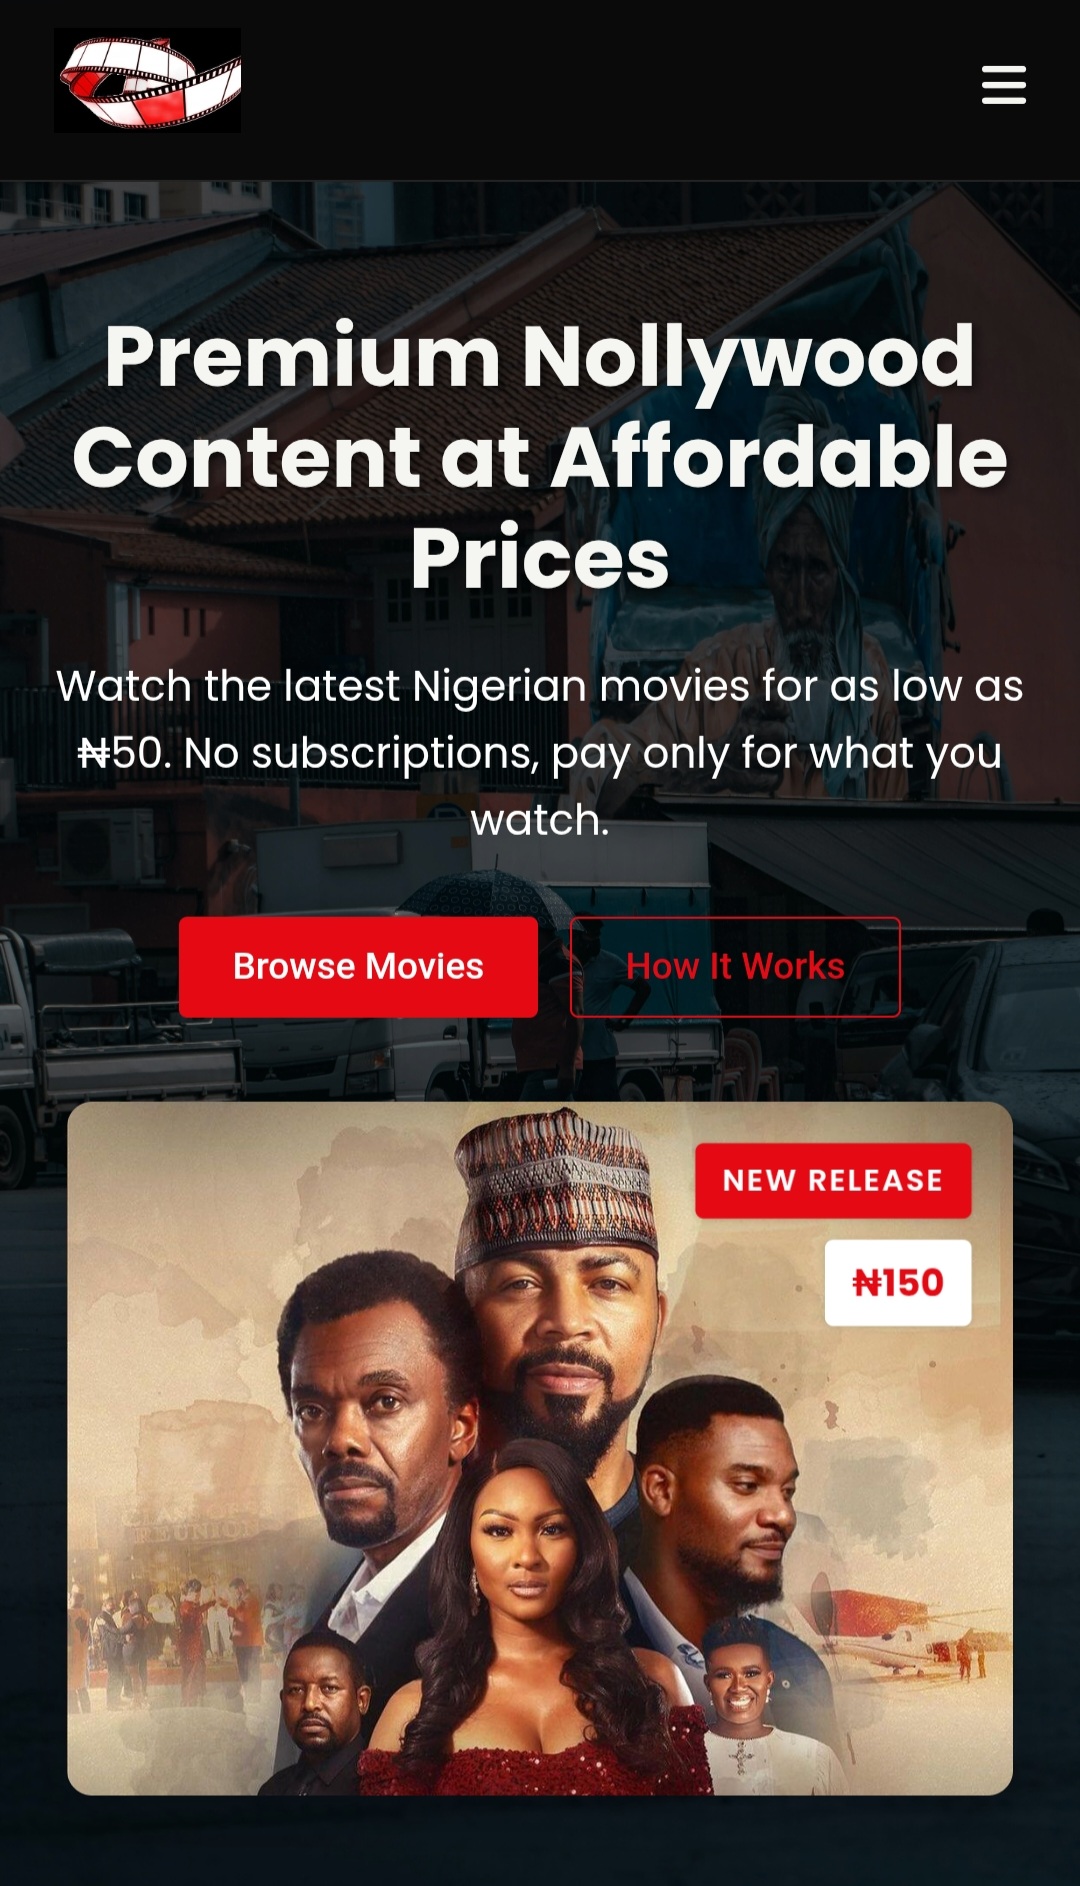 Premium Nollywood
Content at Affordable
Prices
Watch the latest Nigerian movies for as low as
₦50. No subscriptions, pay only for what you
watch.
Browse Movies
How It Works
NEW RELEASE
₦150
REUNION